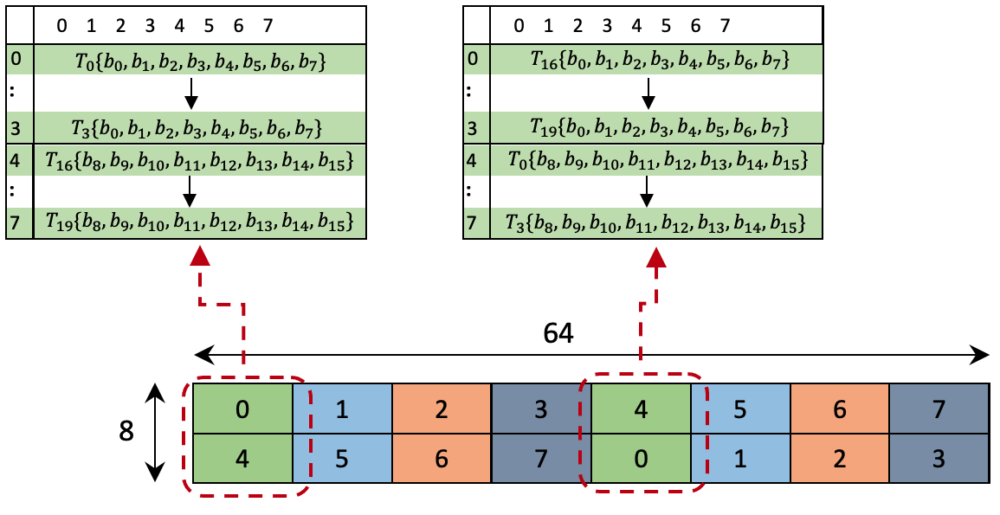 0 1 2 3 4 5 6 7
0 T₀{b₀, b₁, b₂, b₃, b₄, b₅, b₆, b₇}
:
3 T₃{b₀, b₁, b₂, b₃, b₄, b₅, b₆, b₇}
4 T₁₆{b₈, b₉, b₁₀, b₁₁, b₁₂, b₁₃, b₁₄, b₁₅}
:
7 T₁₉{b₈, b₉, b₁₀, b₁₁, b₁₂, b₁₃, b₁₄, b₁₅}
0 1 2 3 4 5 6 7
0 T₁₆{b₀, b₁, b₂, b₃, b₄, b₅, b₆, b₇}
:
3 T₁₉{b₀, b₁, b₂, b₃, b₄, b₅, b₆, b₇}
4 T₀{b₈, b₉, b₁₀, b₁₁, b₁₂, b₁₃, b₁₄, b₁₅}
:
7 T₃{b₈, b₉, b₁₀, b₁₁, b₁₂, b₁₃, b₁₄, b₁₅}
64
8
0 1 2 3 4 5 6 7
4 5 6 7 0 1 2 3